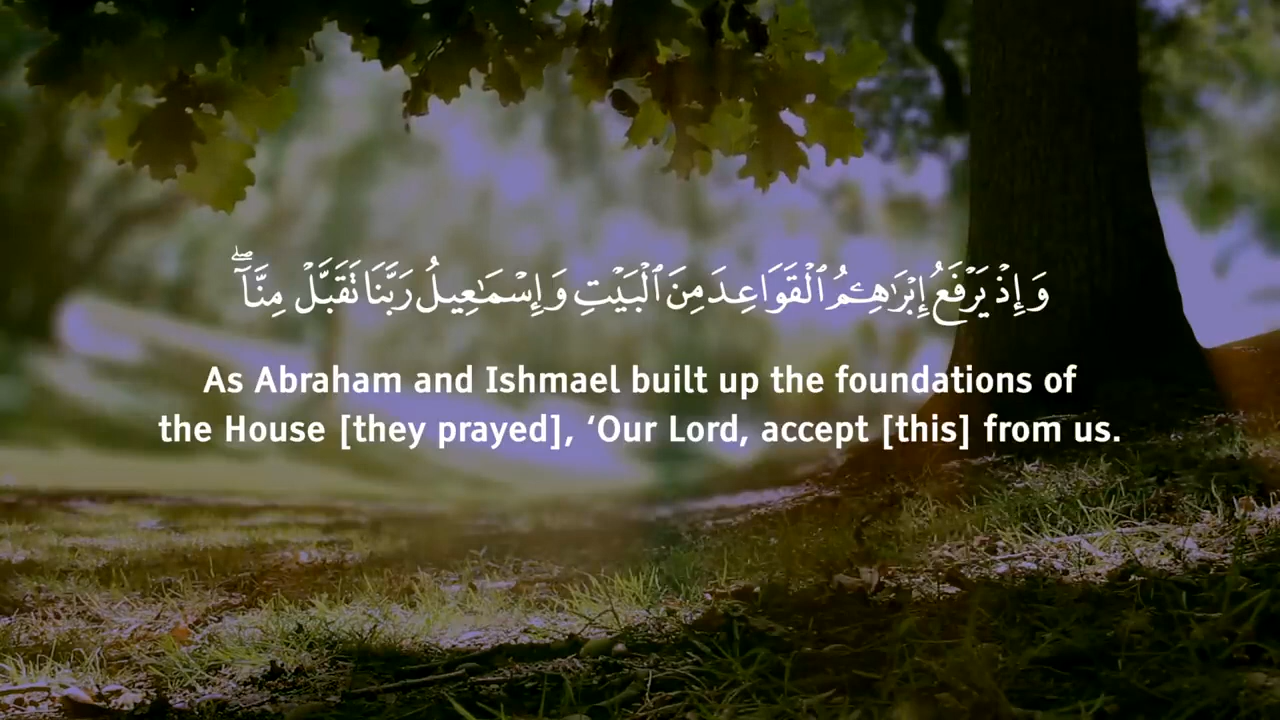 وَإِذْ يَرْفَعُ إِبْرَٰهِـۧمُ ٱلْقَوَاعِدَ مِنَ ٱلْبَيْتِ وَإِسْمَـٰعِيلُ رَبَّنَا تَقَبَّلْ مِنَّآ ۖ
As Abraham and Ishmael built up the foundations of
the House [they prayed], ‘Our Lord, accept [this] from us.